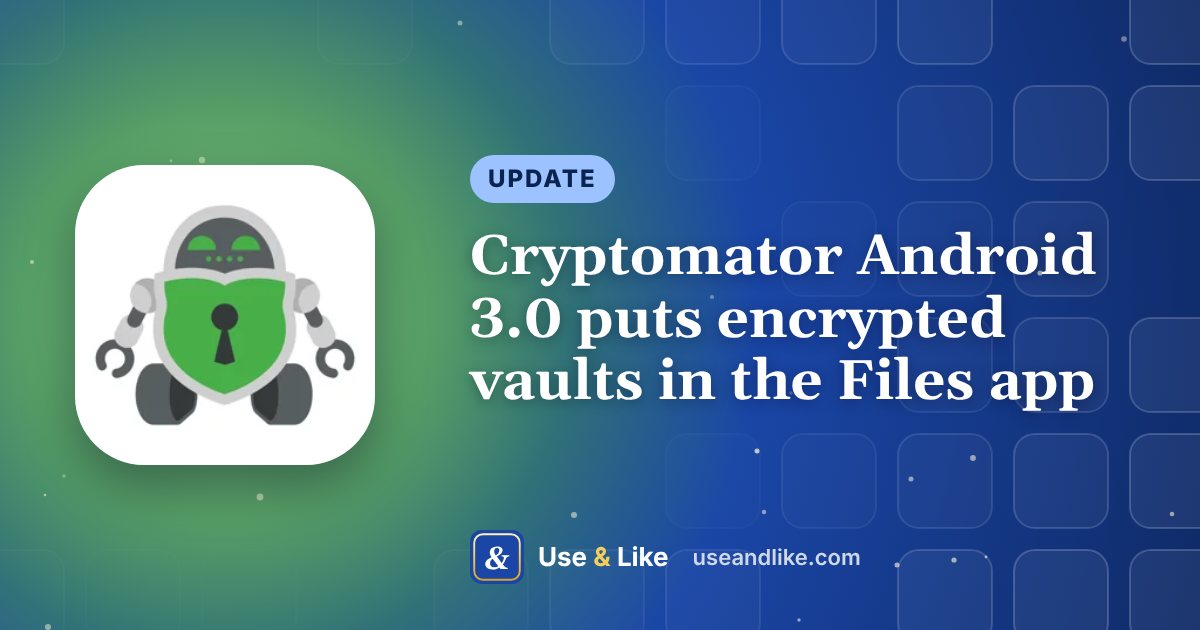 UPDATE
Cryptomator Android
3.0 puts encrypted
vaults in the Files app
& Use & Like useandlike.com